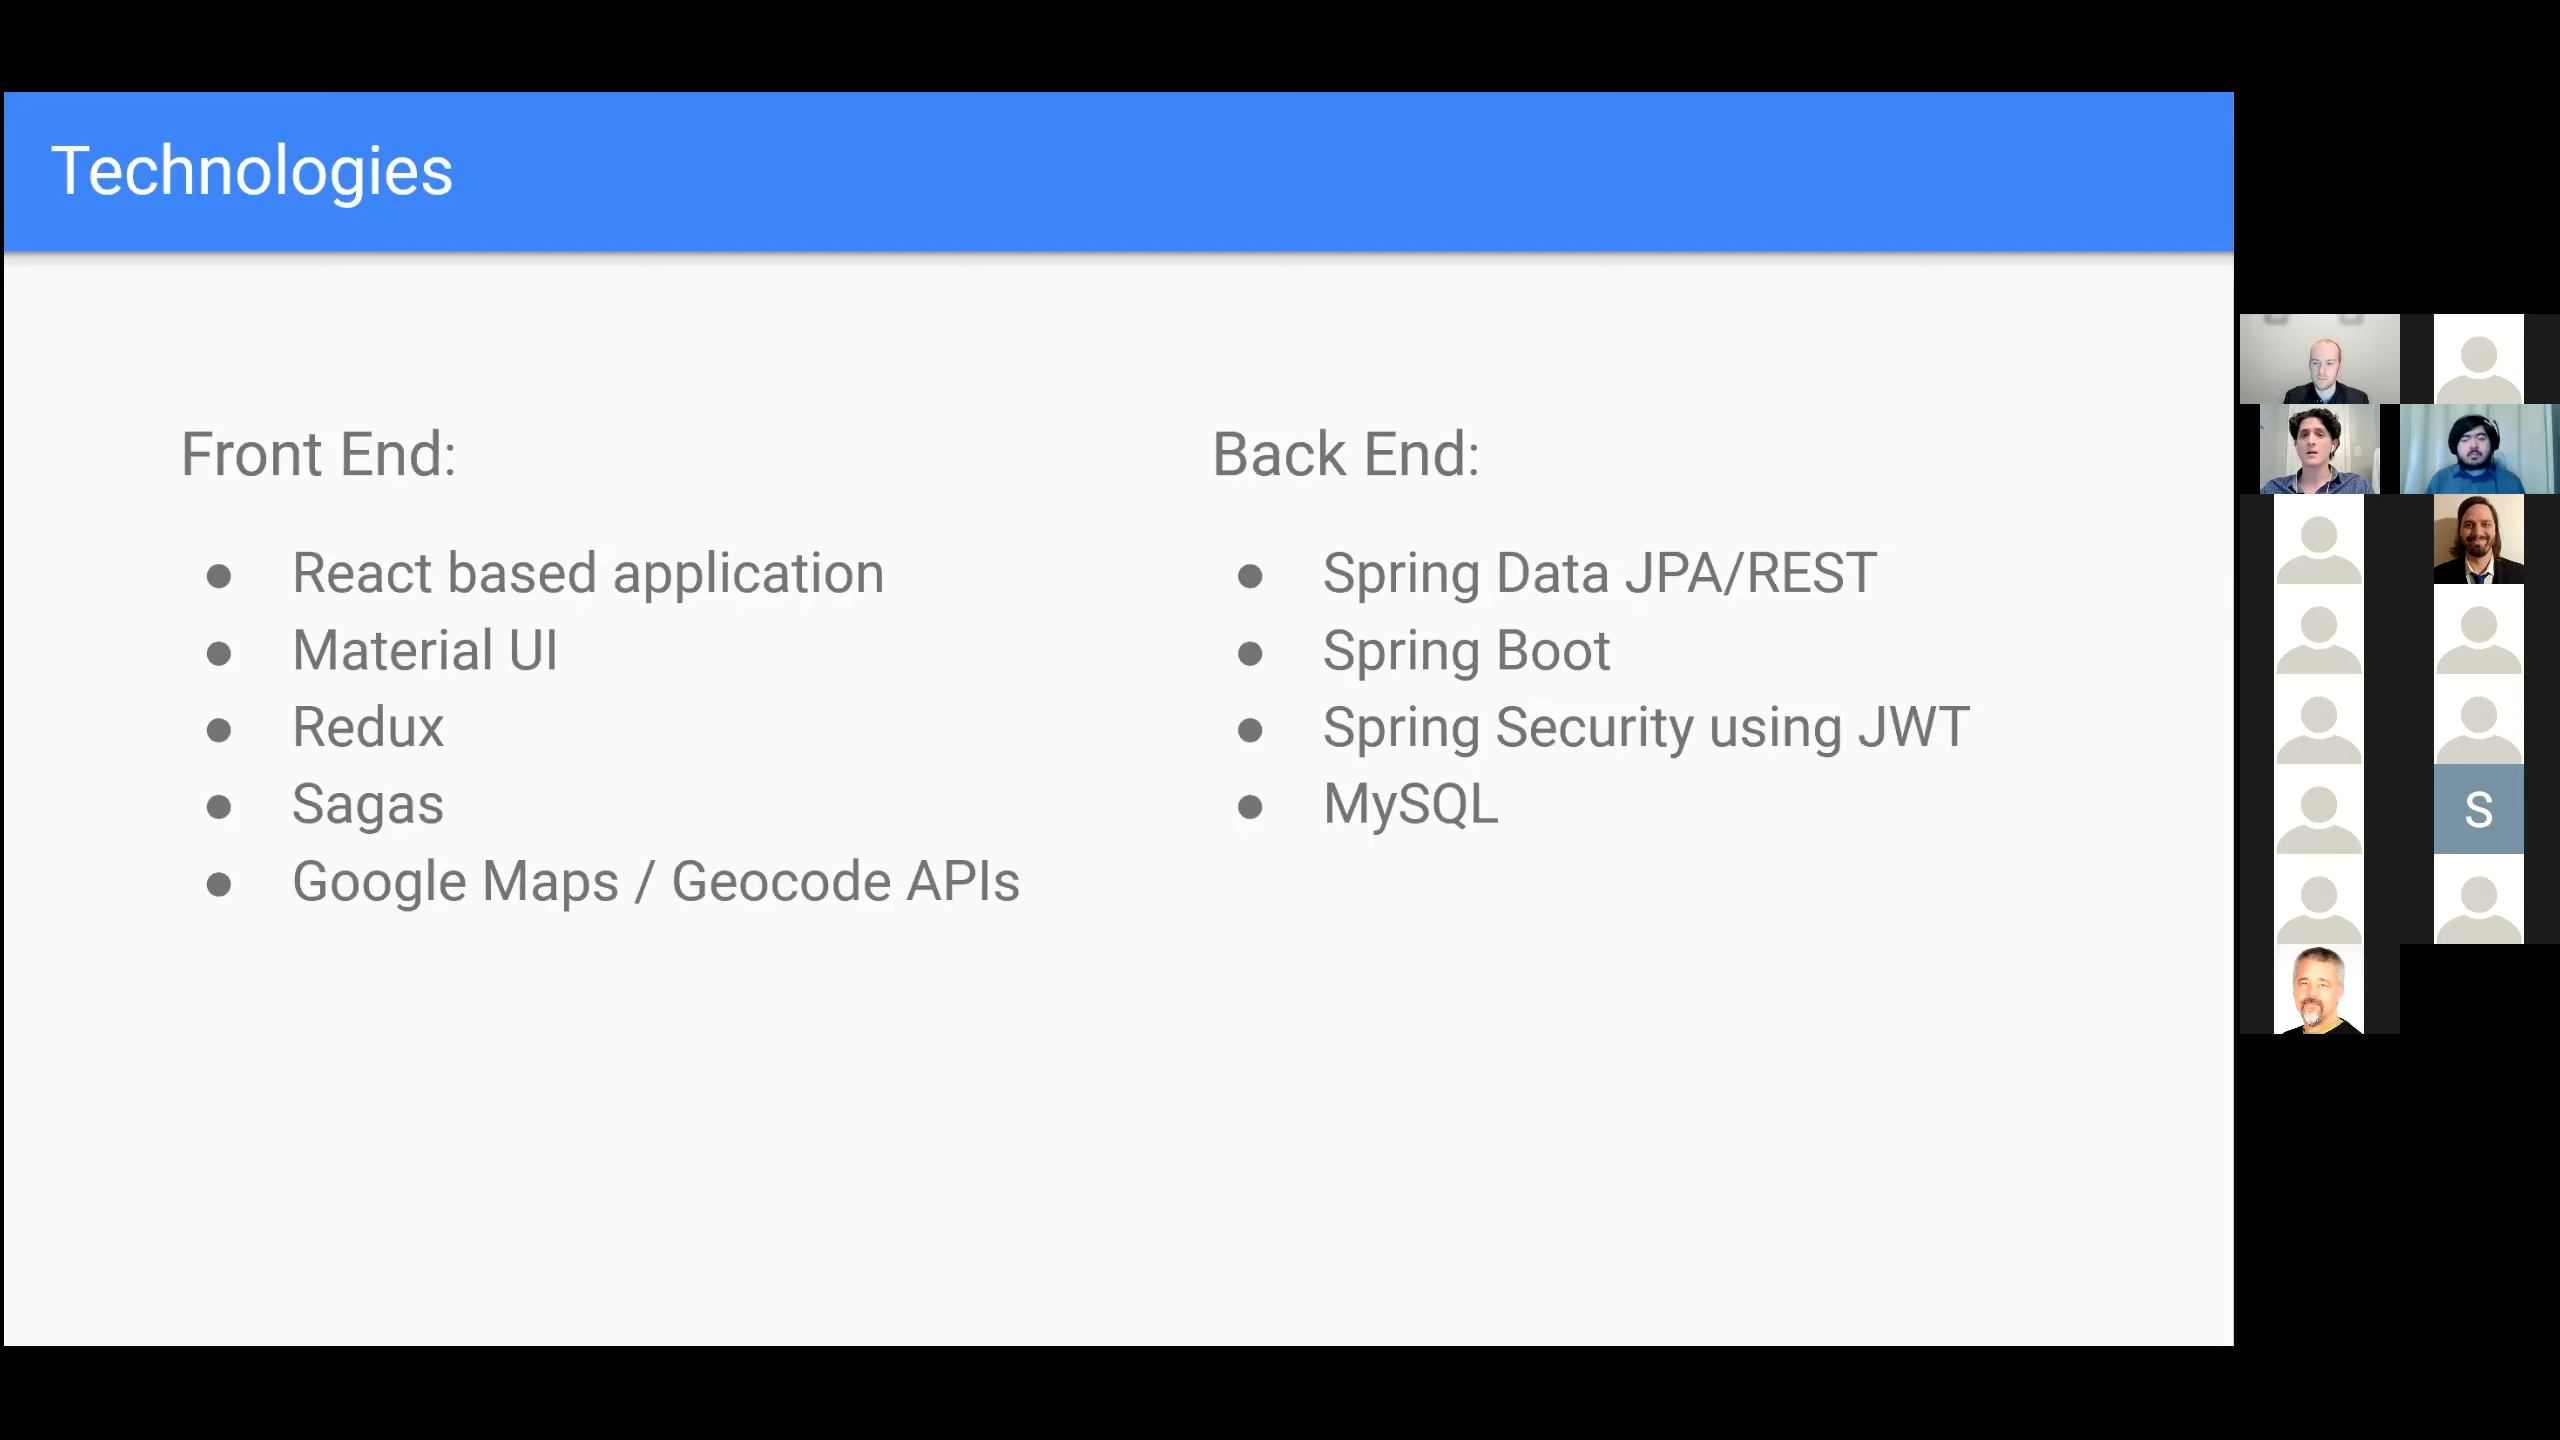 Technologies
Front End:
React based application
Material UI
Redux
Sagas
Google Maps / Geocode APIs
Back End:
Spring Data JPA/REST
Spring Boot
Spring Security using JWT
MySQL
S